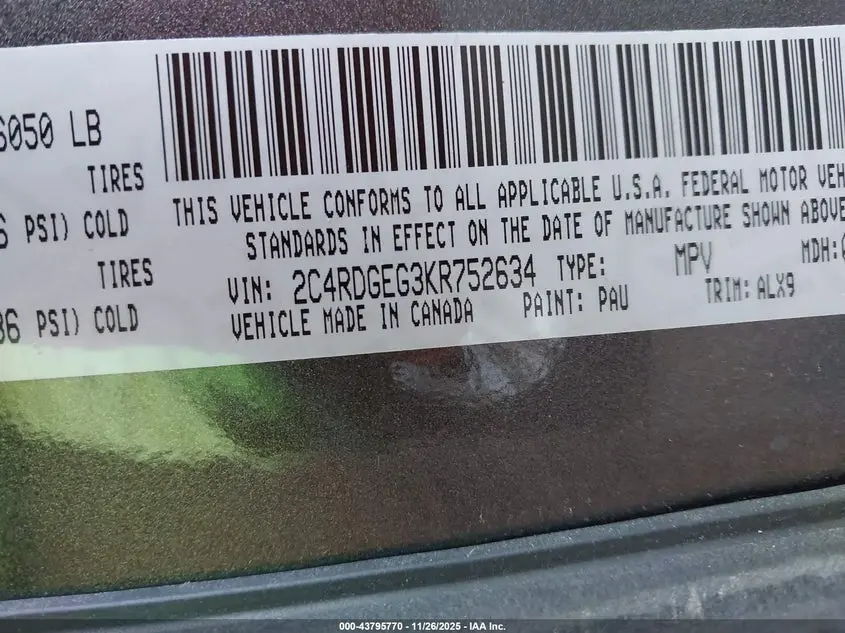 6050 LB
TIRES
PSI) COLD
TIRES
PSI) COLD
THIS VEHICLE CONFORMS TO ALL APPLICABLE U.S.A. FEDERAL MOTOR VEH
STANDARDS IN EFFECT ON THE DATE OF MANUFACTURE SHOWN ABOVE
VIN: 2C4RDGEG3KR752634 TYPE: MPV MDH:
VEHICLE MADE IN CANADA PAINT: PAU TRIM: ALX9
000-43795770 — 11/26/2025 — IAA Inc.